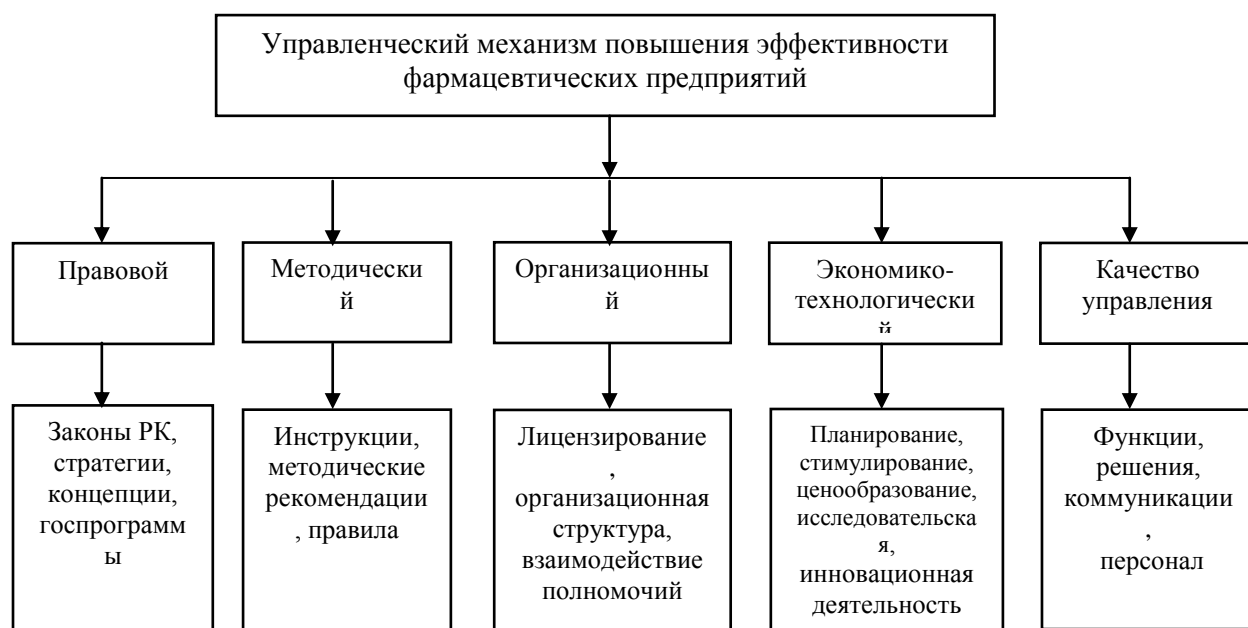 Управленческий механизм повышения эффективности
фармацевтических предприятий
Правовой
Методически
й
Организационны
й
Экономико-
технологически
й
Качество
управления
Законы РК,
стратегии,
концепции,
госпрограмм
ы
Инструкции,
методические
рекомендации
, правила
Лицензирование
,
организационная
структура,
взаимодействие
полномочий
Планирование,
стимулирование,
ценообразование,
исследовательска
я,
инновационная
деятельность
Функции,
решения,
коммуникации
,
персонал